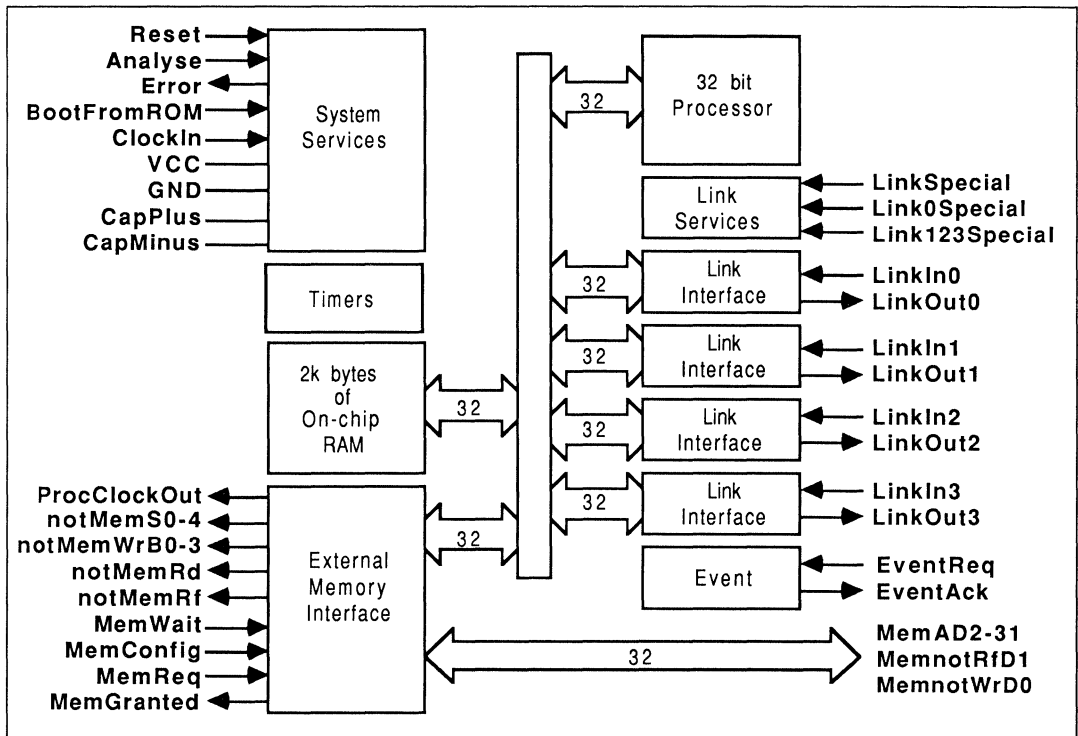 Reset
Analyse
Error
BootFromROM
ClockIn
VCC
GND
CapPlus
CapMinus
System
Services
Timers
2k bytes
of
On-chip
RAM
32
ProcClockOut
notMemS0-4
notMemWrB0-3
notMemRd
notMemRf
MemWait
MemConfig
MemReq
MemGranted
External
Memory
Interface
32
32
32 bit
Processor
Link
Services
LinkSpecial
Link0Special
Link123Special
32
Link
Interface
LinkIn0
LinkOut0
32
Link
Interface
LinkIn1
LinkOut1
32
Link
Interface
LinkIn2
LinkOut2
32
Link
Interface
LinkIn3
LinkOut3
Event
EventReq
EventAck
32
MemAD2-31
MemnotRfD1
MemnotWrD0